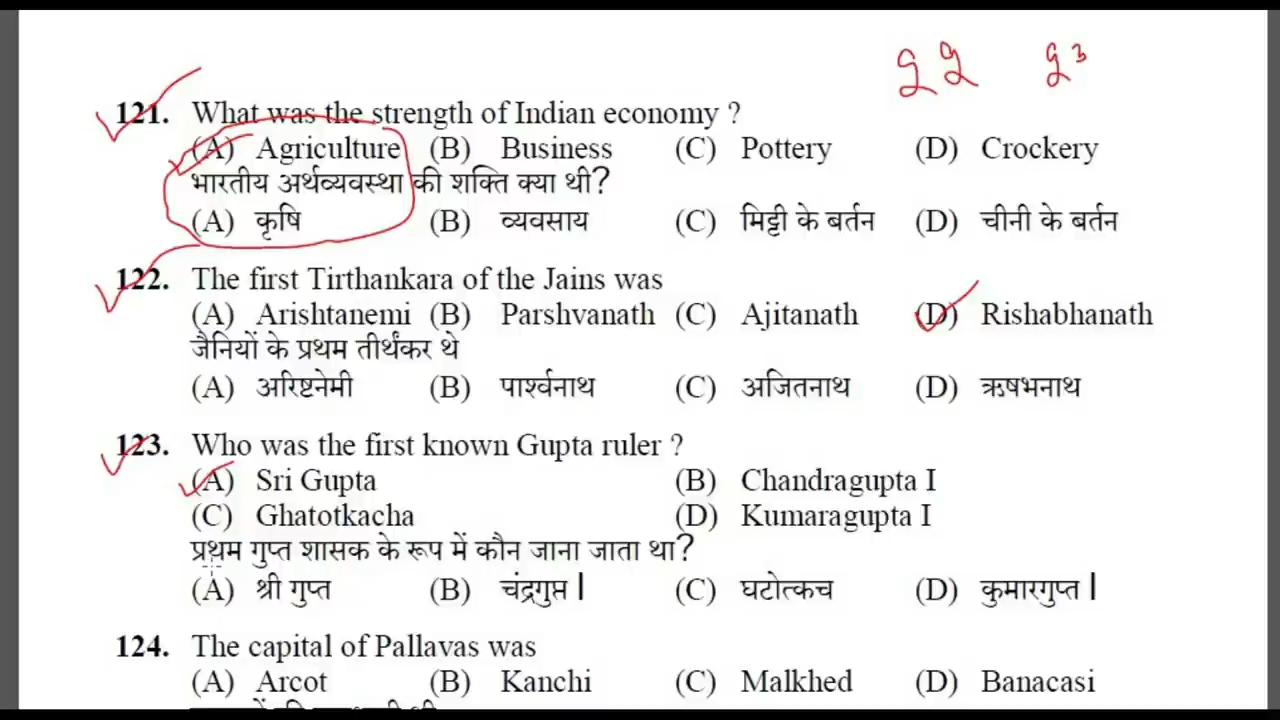 121. What was the strength of Indian economy ?
(A) Agriculture (B) Business (C) Pottery (D) Crockery
भारतीय अर्थव्यवस्था की शक्ति क्या थी?
(A) कृषि (B) व्यवसाय (C) मिट्टी के बर्तन (D) चीनी के बर्तन
122. The first Tirthankara of the Jains was
(A) Arishtanemi (B) Parshvanath (C) Ajitanath (D) Rishabhanath
जैनियों के प्रथम तीर्थंकर थे
(A) अरिष्टनेमी (B) पार्श्वनाथ (C) अजितनाथ (D) ऋषभनाथ
123. Who was the first known Gupta ruler ?
(A) Sri Gupta (B) Chandragupta I
(C) Ghatotkacha (D) Kumaragupta I
प्रथम गुप्त शासक के रूप में कौन जाना जाता था?
(A) श्री गुप्त (B) चंद्रगुप्त I (C) घटोत्कच (D) कुमारगुप्त I
124. The capital of Pallavas was
(A) Arcot (B) Kanchi (C) Malkhed (D) Banacasi